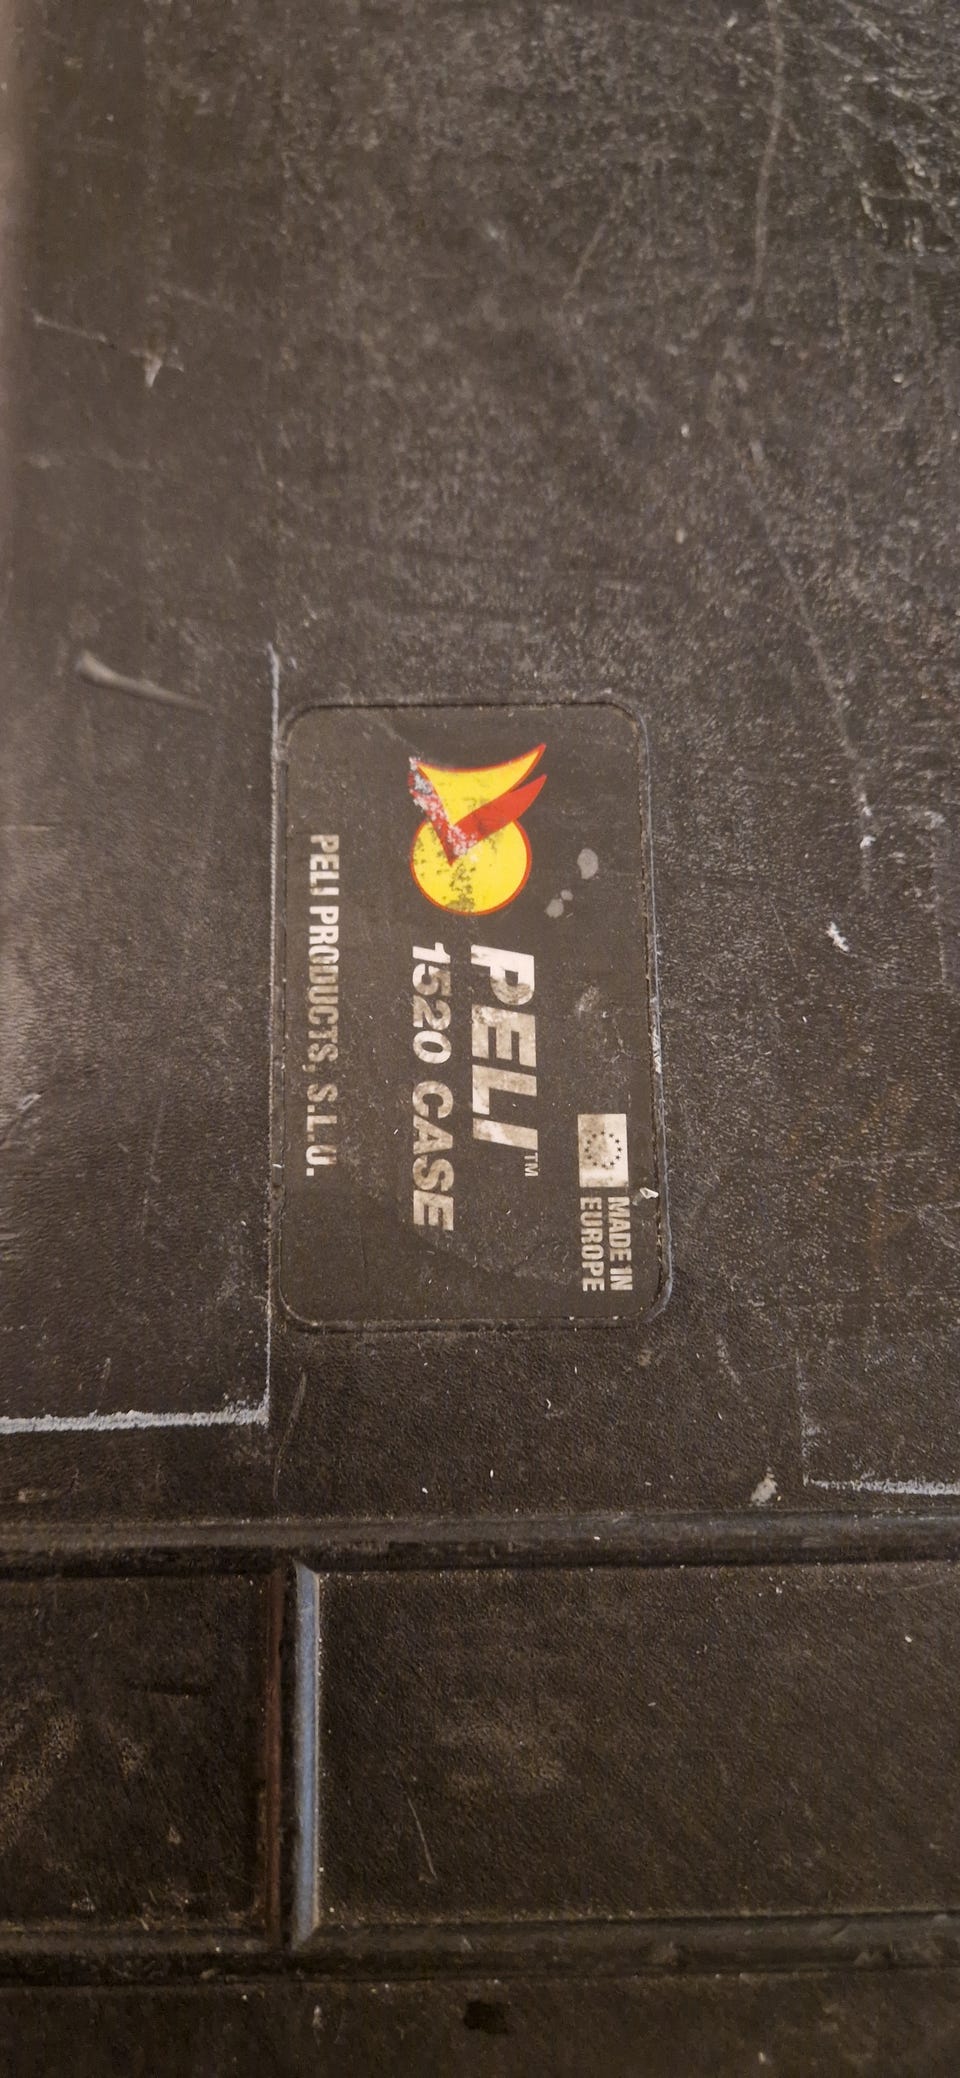 MADE IN
EUROPE
PELI™
1520 CASE
PELI PRODUCTS, S.L.U.